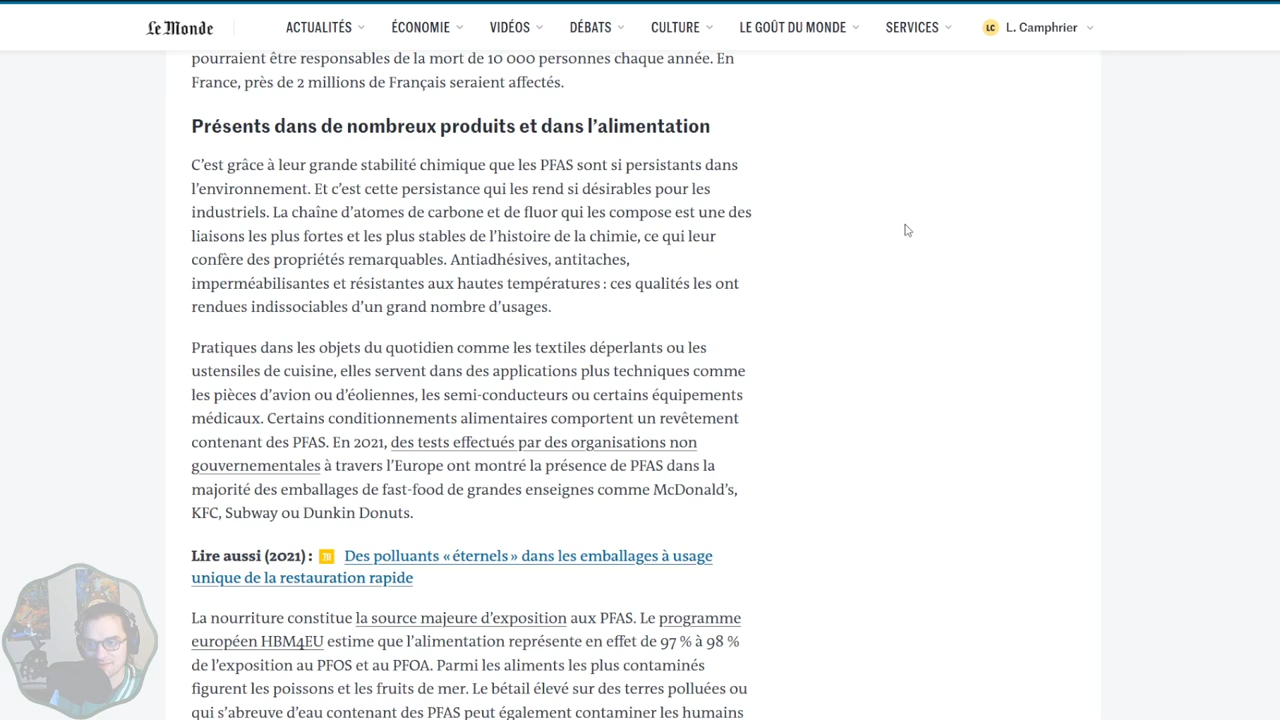 Le Monde
ACTUALITÉS
ÉCONOMIE
VIDÉOS
DÉBATS
CULTURE
LE GOÛT DU MONDE
SERVICES
LC
L. Camphrier
pourraient être responsables de la mort de 10 000 personnes chaque année. En
France, près de 2 millions de Français seraient affectés.
Présents dans de nombreux produits et dans l’alimentation
C’est grâce à leur grande stabilité chimique que les PFAS sont si persistants dans
l’environnement. Et c’est cette persistance qui les rend si désirables pour les
industriels. La chaîne d’atomes de carbone et de fluor qui les compose est une des
liaisons les plus fortes et les plus stables de l’histoire de la chimie, ce qui leur
confère des propriétés remarquables. Antiadhésives, antitaches,
imperméabilisantes et résistantes aux hautes températures : ces qualités les ont
rendues indissociables d’un grand nombre d’usages.
Pratiques dans les objets du quotidien comme les textiles déperlants ou les
ustensiles de cuisine, elles servent dans des applications plus techniques comme
les pièces d’avion ou d’éoliennes, les semi-conducteurs ou certains équipements
médicaux. Certains conditionnements alimentaires comportent un revêtement
contenant des PFAS. En 2021, des tests effectués par des organisations non
gouvernementales à travers l’Europe ont montré la présence de PFAS dans la
majorité des emballages de fast-food de grandes enseignes comme McDonald’s,
KFC, Subway ou Dunkin Donuts.
Lire aussi (2021) : M Des polluants « éternels » dans les emballages à usage
unique de la restauration rapide
La nourriture constitue la source majeure d’exposition aux PFAS. Le programme
européen HBM4EU estime que l’alimentation représente en effet de 97 % à 98 %
de l’exposition au PFOS et au PFOA. Parmi les aliments les plus contaminés
figurent les poissons et les fruits de mer. Le bétail élevé sur des terres polluées ou
qui s’abreuve d’eau contenant des PFAS peut également contaminer les humains